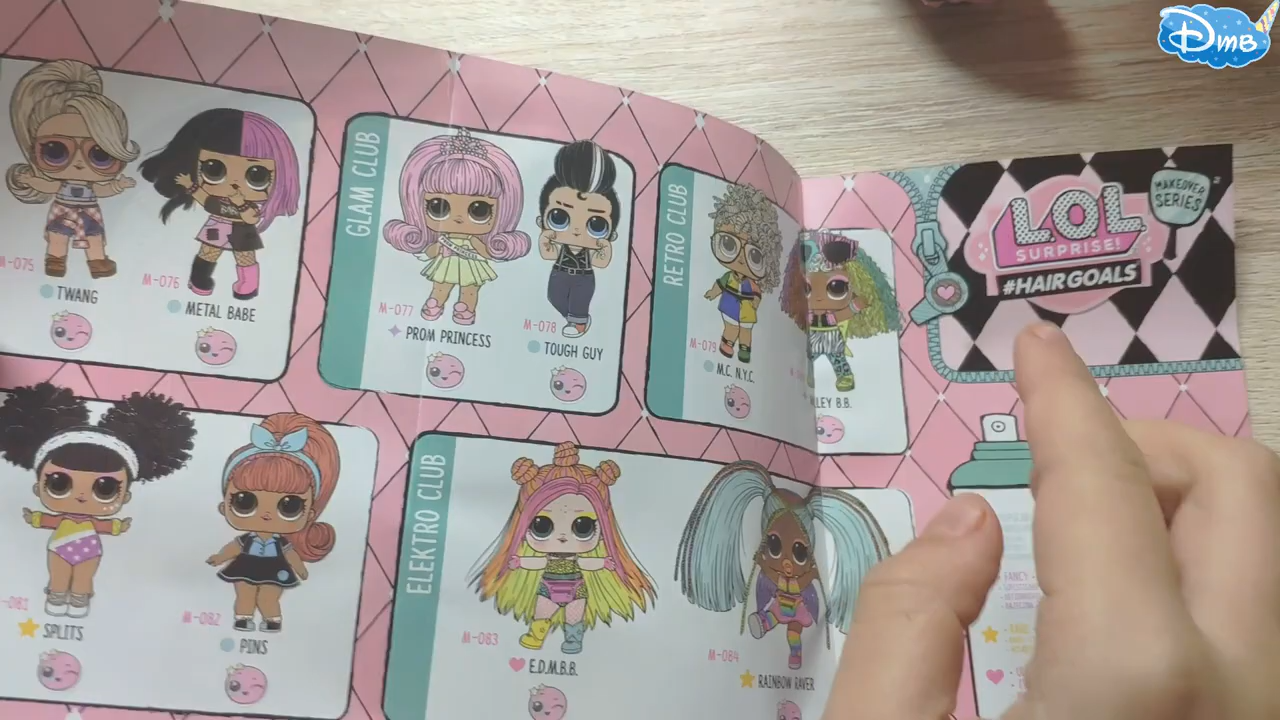 DMB
M-075
TWANG
M-076
METAL BABE
GLAM CLUB
M-077
PROM PRINCESS
M-078
TOUGH GUY
RETRO CLUB
M-079
M.C. N.Y.C.
LEY B.B.
L.O.L.
SURPRISE!
#HAIRGOALS
MAKEOVER
SERIES
-081
SPLITS
M-082
PINS
ELEKTRO CLUB
M-083
E.D.M.B.B.
M-084
RAINBOW RAVER
FANCY